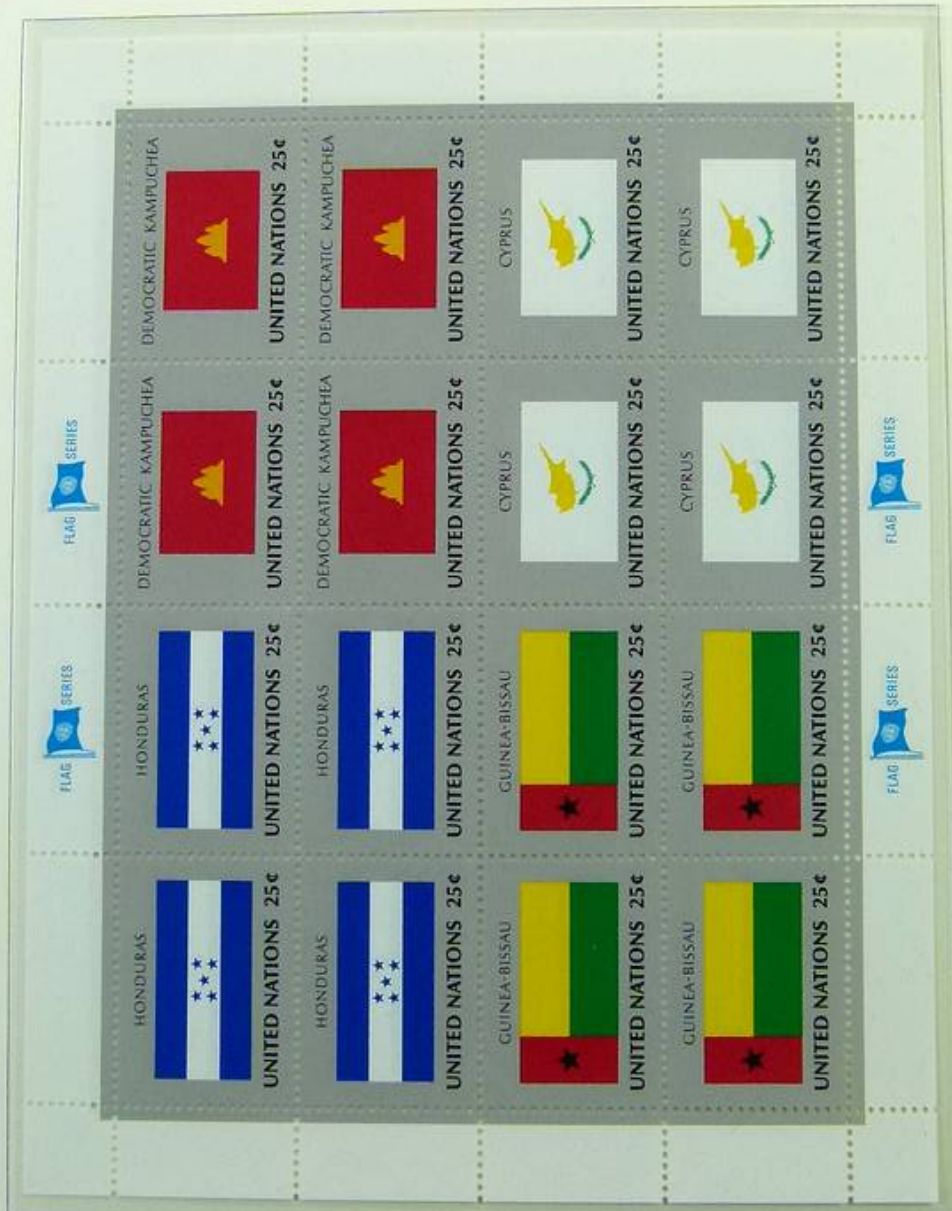 FLAG SERIES
FLAG SERIES
HONDURAS
UNITED NATIONS 25¢
HONDURAS
UNITED NATIONS 25¢
DEMOCRATIC KAMPUCHEA
UNITED NATIONS 25¢
DEMOCRATIC KAMPUCHEA
UNITED NATIONS 25¢
HONDURAS
UNITED NATIONS 25¢
HONDURAS
UNITED NATIONS 25¢
DEMOCRATIC KAMPUCHEA
UNITED NATIONS 25¢
DEMOCRATIC KAMPUCHEA
UNITED NATIONS 25¢
GUINEA-BISSAU
UNITED NATIONS 25¢
GUINEA-BISSAU
UNITED NATIONS 25¢
CYPRUS
UNITED NATIONS 25¢
CYPRUS
UNITED NATIONS 25¢
GUINEA-BISSAU
UNITED NATIONS 25¢
GUINEA-BISSAU
UNITED NATIONS 25¢
CYPRUS
UNITED NATIONS 25¢
CYPRUS
UNITED NATIONS 25¢
FLAG SERIES
FLAG SERIES